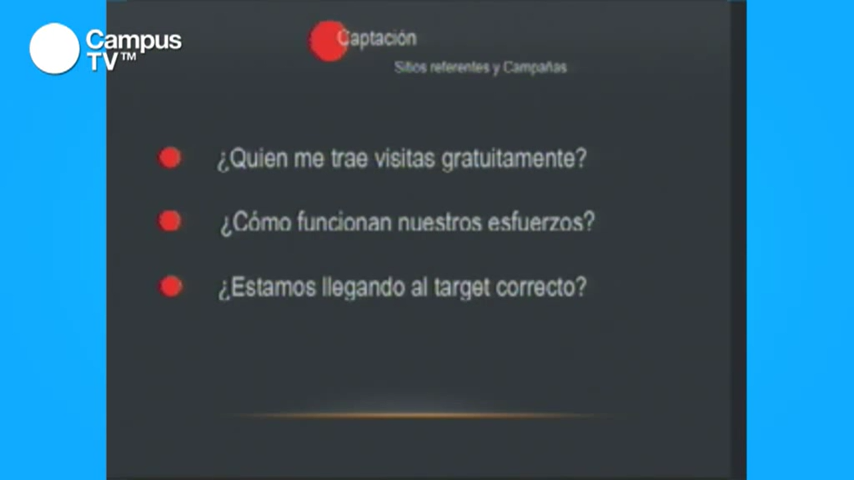 Campus
TV™
Captación
Sitios referentes y Campañas
¿Quien me trae visitas gratuitamente?
¿Cómo funcionan nuestros esfuerzos?
¿Estamos llegando al target correcto?